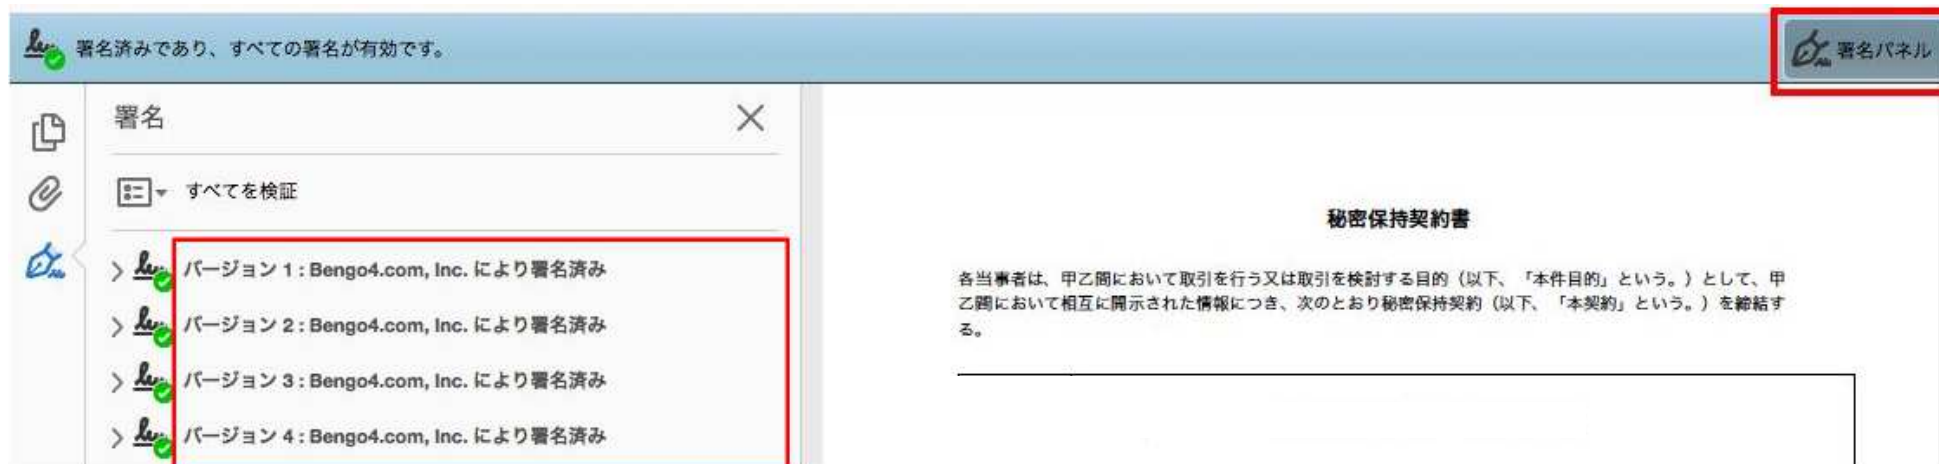 署名済みであり、すべての署名が有効です。
署名パネル
署名
すべてを検証
バージョン 1 : Bengo4.com, Inc. により署名済み
バージョン 2 : Bengo4.com, Inc. により署名済み
バージョン 3 : Bengo4.com, Inc. により署名済み
バージョン 4 : Bengo4.com, Inc. により署名済み
秘密保持契約書
各当事者は、甲乙間において取引を行う又は取引を検討する目的（以下、「本件目的」という。）として、甲
乙間において相互に開示された情報につき、次のとおり秘密保持契約（以下、「本契約」という。）を締結す
る。